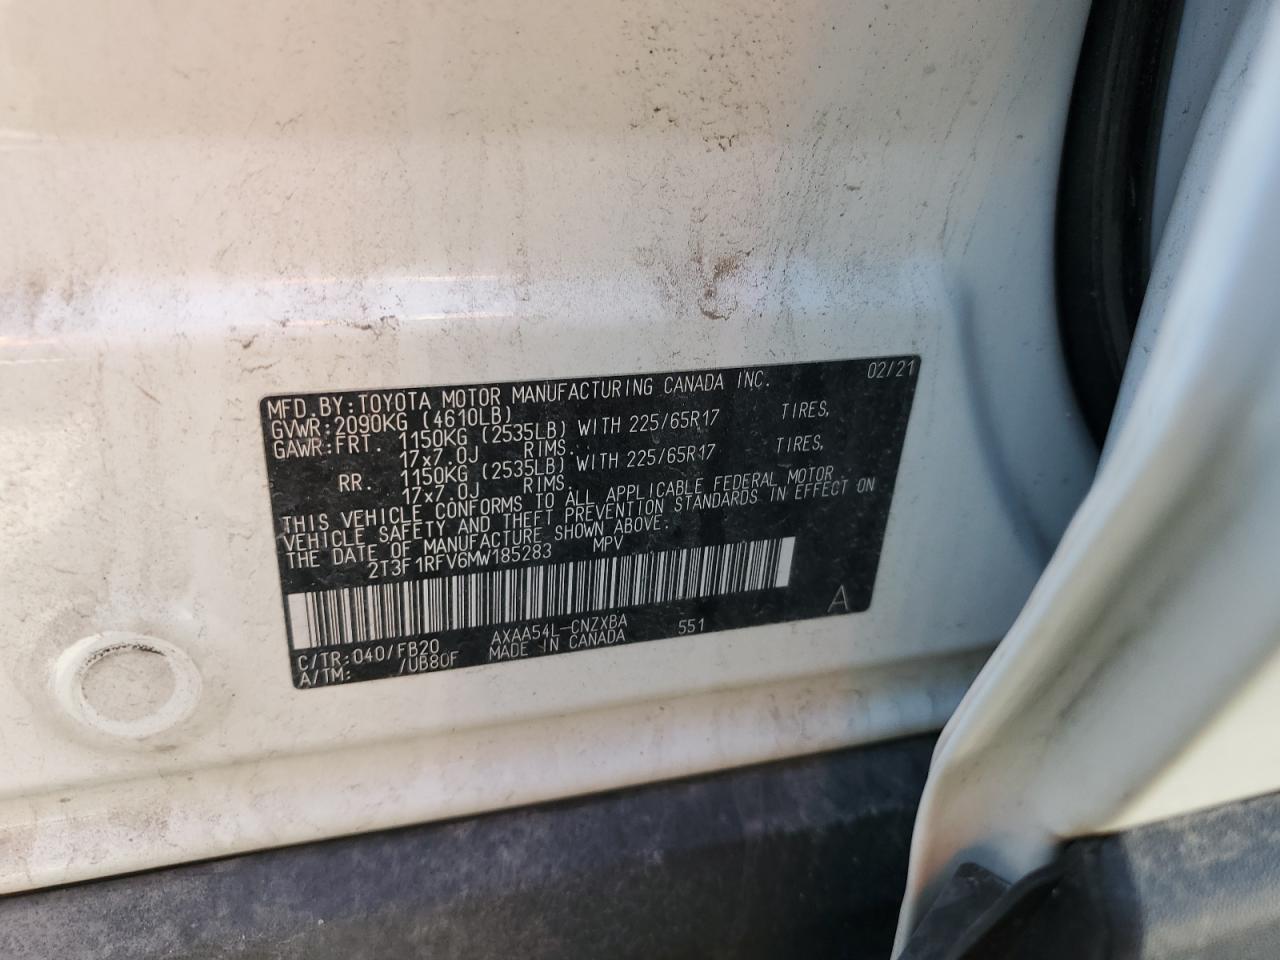 MFD.BY:TOYOTA MOTOR MANUFACTURING CANADA INC. 02/21
GVWR:2090KG (4610LB)
GAWR:FRT. 1150KG (2535LB) WITH 225/65R17 TIRES,
17x7.0J RIMS.
RR. 1150KG (2535LB) WITH 225/65R17 TIRES,
17x7.0J RIMS.
THIS VEHICLE CONFORMS TO ALL APPLICABLE FEDERAL MOTOR
VEHICLE SAFETY AND THEFT PREVENTION STANDARDS IN EFFECT ON
THE DATE OF MANUFACTURE SHOWN ABOVE.
2T3F1RFV6MW185283 MPV
A
C/TR:040/FB20 AXAA54L-CNZXBA 551
A/TM: /UB80F MADE IN CANADA